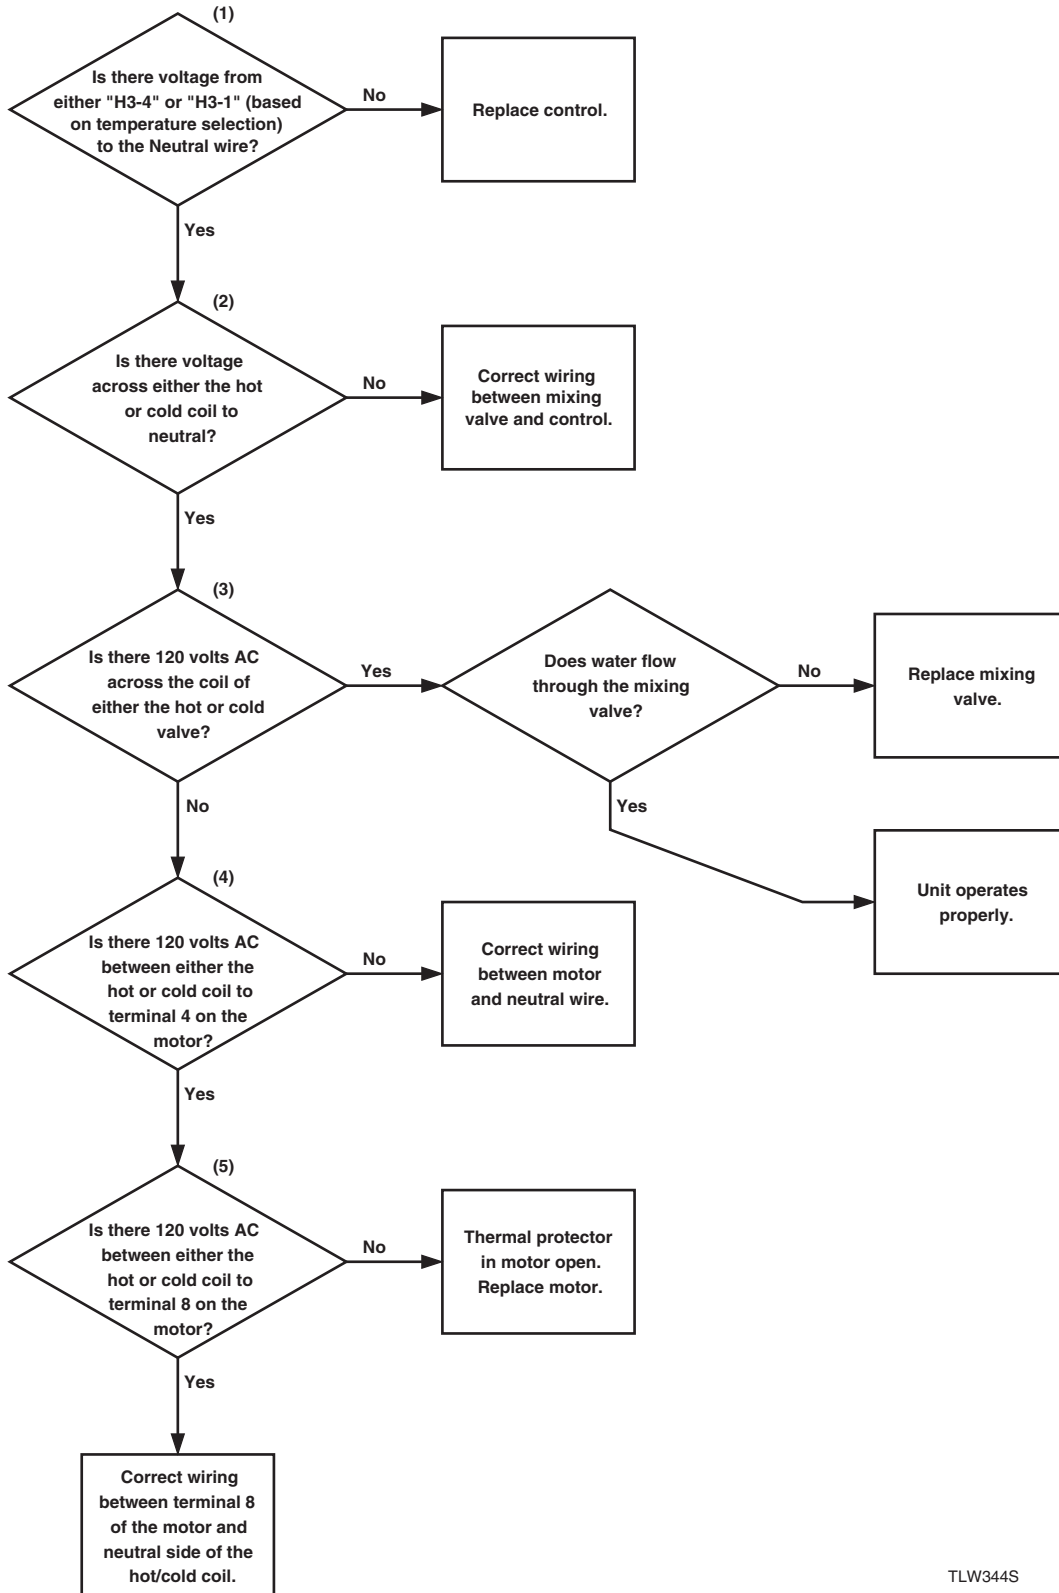 (1)
Is there voltage from
either "H3-4" or "H3-1" (based
on temperature selection)
to the Neutral wire?
No
Replace control.
Yes
(2)
Is there voltage
across either the hot
or cold coil to
neutral?
No
Correct wiring
between mixing
valve and control.
Yes
(3)
Is there 120 volts AC
across the coil of
either the hot or cold
valve?
Yes
Does water flow
through the mixing
valve?
No
Replace mixing
valve.
Yes
Unit operates
properly.
No
(4)
Is there 120 volts AC
between either the
hot or cold coil to
terminal 4 on the
motor?
No
Correct wiring
between motor
and neutral wire.
Yes
(5)
Is there 120 volts AC
between either the
hot or cold coil to
terminal 8 on the
motor?
No
Thermal protector
in motor open.
Replace motor.
Yes
Correct wiring
between terminal 8
of the motor and
neutral side of the
hot/cold coil.
TLW344S